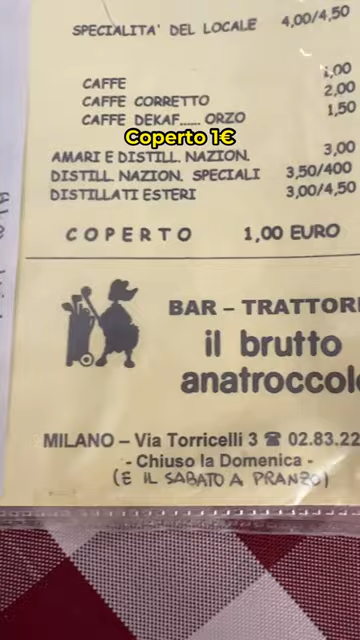 SPECIALITA' DEL LOCALE 4,00/4,50
CAFFE 1,00
CAFFE CORRETTO 2,00
CAFFE DEKAF...... ORZO 1,50
Coperto 1€
AMARI E DISTILL. NAZION. 3,00
DISTILL. NAZION. SPECIALI 3,50/400
DISTILLATI ESTERI 3,00/4,50
COPERTO 1,00 EURO
BAR – TRATTORI
il brutto
anatroccolo
MILANO – Via Torricelli 3 ☎ 02.83.22
- Chiuso la Domenica -
(E IL SABATO A PRANZO)